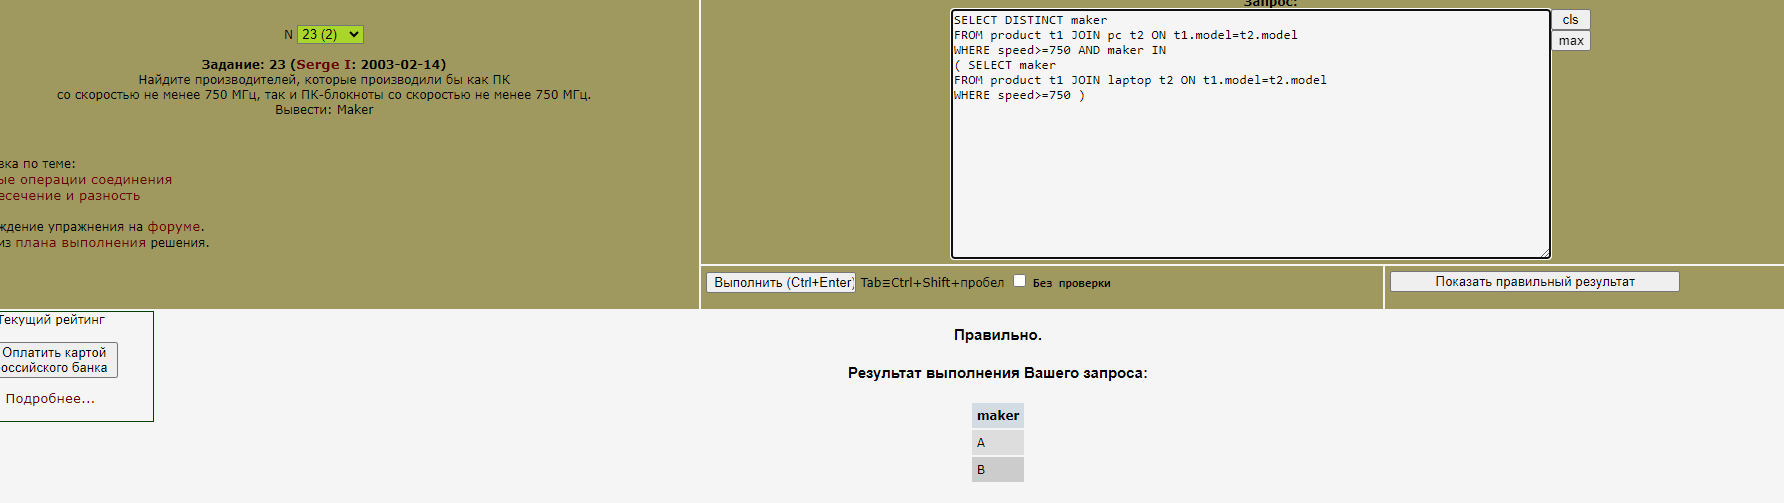 N 23 (2)
Задание: 23 (Serge I: 2003-02-14)
Найдите производителей, которые производили бы как ПК
со скоростью не менее 750 МГц, так и ПК-блокноты со скоростью не менее 750 МГц.
Вывести: Maker
вка по теме:
ые операции соединения
есечение и разность
ждение упражнения на форуме.
из плана выполнения решения.
Запрос:
SELECT DISTINCT maker
FROM product t1 JOIN pc t2 ON t1.model=t2.model
WHERE speed>=750 AND maker IN
( SELECT maker
FROM product t1 JOIN laptop t2 ON t1.model=t2.model
WHERE speed>=750 )
cls
max
Выполнить (Ctrl+Enter) Tab≡Ctrl+Shift+пробел Без проверки
Показать правильный результат
Текущий рейтинг
Оплатить картой
российского банка
Подробнее...
Правильно.
Результат выполнения Вашего запроса:
maker
A
B